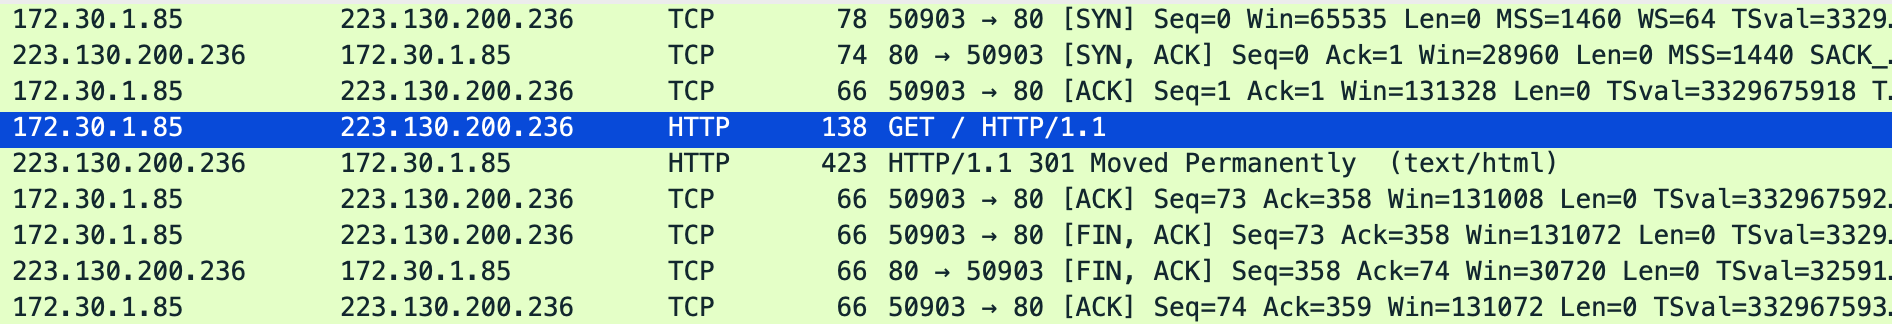 172.30.1.85 223.130.200.236 TCP 78 50903 → 80 [SYN] Seq=0 Win=65535 Len=0 MSS=1460 WS=64 TSval=3329…
223.130.200.236 172.30.1.85 TCP 74 80 → 50903 [SYN, ACK] Seq=0 Ack=1 Win=28960 Len=0 MSS=1440 SACK_…
172.30.1.85 223.130.200.236 TCP 66 50903 → 80 [ACK] Seq=1 Ack=1 Win=131328 Len=0 TSval=3329675918 T…
172.30.1.85 223.130.200.236 HTTP 138 GET / HTTP/1.1
223.130.200.236 172.30.1.85 HTTP 423 HTTP/1.1 301 Moved Permanently (text/html)
172.30.1.85 223.130.200.236 TCP 66 50903 → 80 [ACK] Seq=73 Ack=358 Win=131008 Len=0 TSval=332967592…
172.30.1.85 223.130.200.236 TCP 66 50903 → 80 [FIN, ACK] Seq=73 Ack=358 Win=131072 Len=0 TSval=3329…
223.130.200.236 172.30.1.85 TCP 66 80 → 50903 [FIN, ACK] Seq=358 Ack=74 Win=30720 Len=0 TSval=32591…
172.30.1.85 223.130.200.236 TCP 66 50903 → 80 [ACK] Seq=74 Ack=359 Win=131072 Len=0 TSval=332967593…